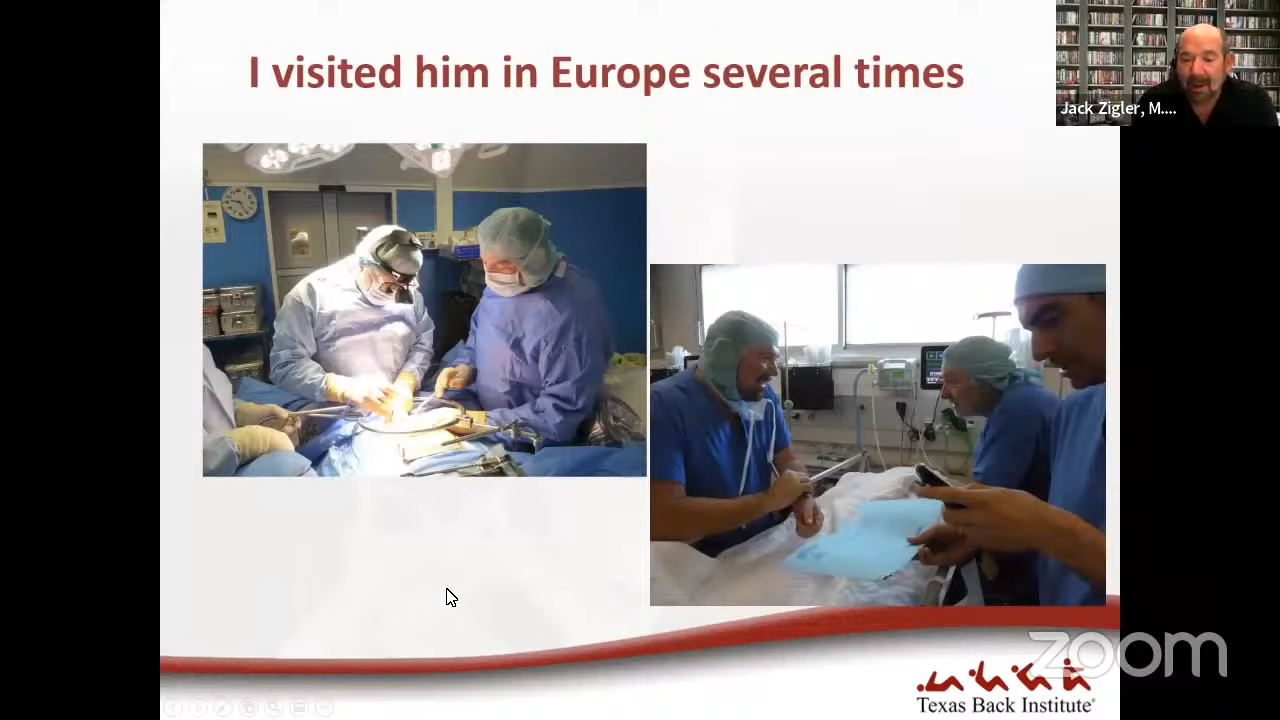 I visited him in Europe several times
Jack Zigler, M....
zoom
Texas Back Institute®